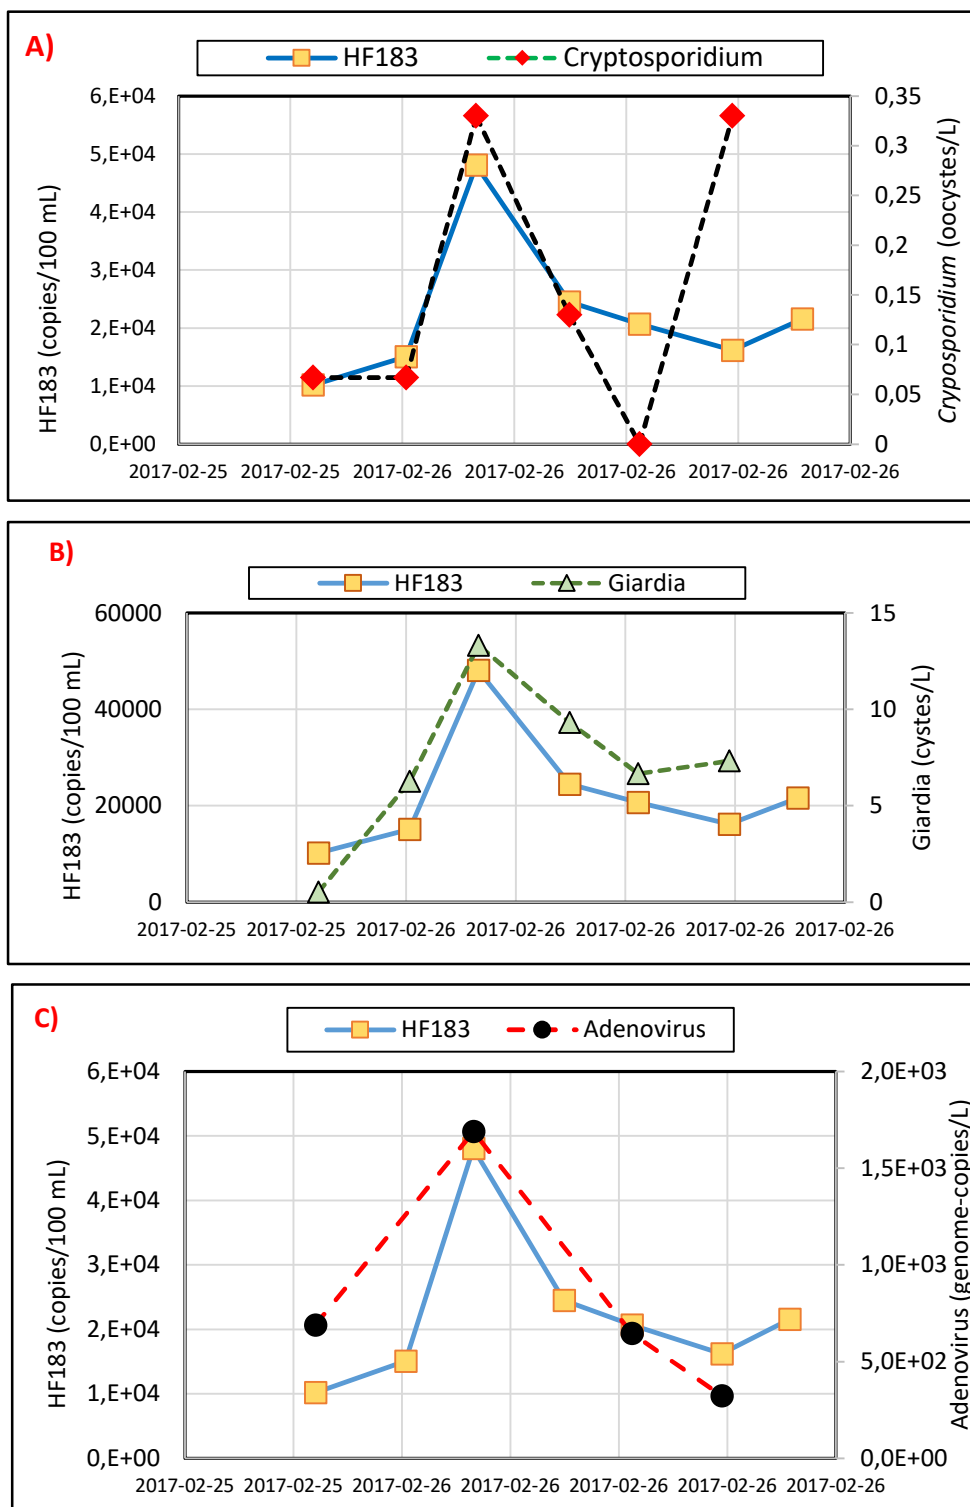 A)
HF183 Cryptosporidium
6,E+04
5,E+04
4,E+04
3,E+04
2,E+04
1,E+04
0,E+00
HF183 (copies/100 mL)
0,35
0,3
0,25
0,2
0,15
0,1
0,05
0
Cryposporidium (oocystes/L)
2017-02-25 2017-02-25 2017-02-26 2017-02-26 2017-02-26 2017-02-26 2017-02-26
B)
HF183 Giardia
60000
40000
20000
0
HF183 (copies/100 mL)
15
10
5
0
Giardia (cystes/L)
2017-02-25 2017-02-25 2017-02-26 2017-02-26 2017-02-26 2017-02-26 2017-02-26
C)
HF183 Adenovirus
6,E+04
5,E+04
4,E+04
3,E+04
2,E+04
1,E+04
0,E+00
HF183 (copies/100 mL)
2,0E+03
1,5E+03
1,0E+03
5,0E+02
0,0E+00
Adenovirus (genome-copies/L)
2017-02-25 2017-02-25 2017-02-26 2017-02-26 2017-02-26 2017-02-26 2017-02-26